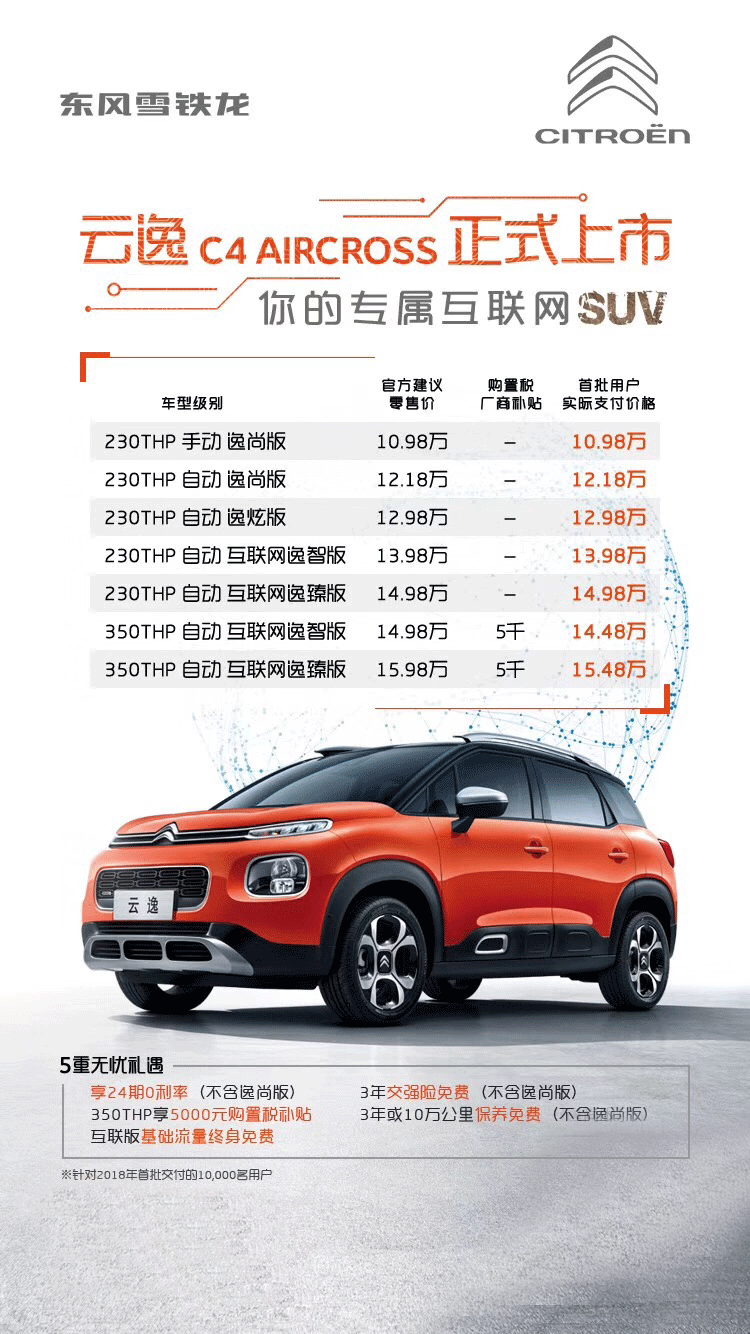 东风雪铁龙
CITROËN
云逸 C4 AIRCROSS 正式上市
你的专属互联网SUV
车型级别 官方建议零售价 购置税厂商补贴 首批用户实际支付价格
230THP 手动 逸尚版 10.98万 – 10.98万
230THP 自动 逸尚版 12.18万 – 12.18万
230THP 自动 逸炫版 12.98万 – 12.98万
230THP 自动 互联网逸智版 13.98万 – 13.98万
230THP 自动 互联网逸臻版 14.98万 – 14.98万
350THP 自动 互联网逸智版 14.98万 5千 14.48万
350THP 自动 互联网逸臻版 15.98万 5千 15.48万
云逸
5重无忧礼遇
享24期0利率（不含逸尚版） 3年交强险免费（不含逸尚版）
350THP享5000元购置税补贴 3年或10万公里保养免费（不含逸尚版）
互联版基础流量终身免费
※针对2018年首批交付的10,000名用户